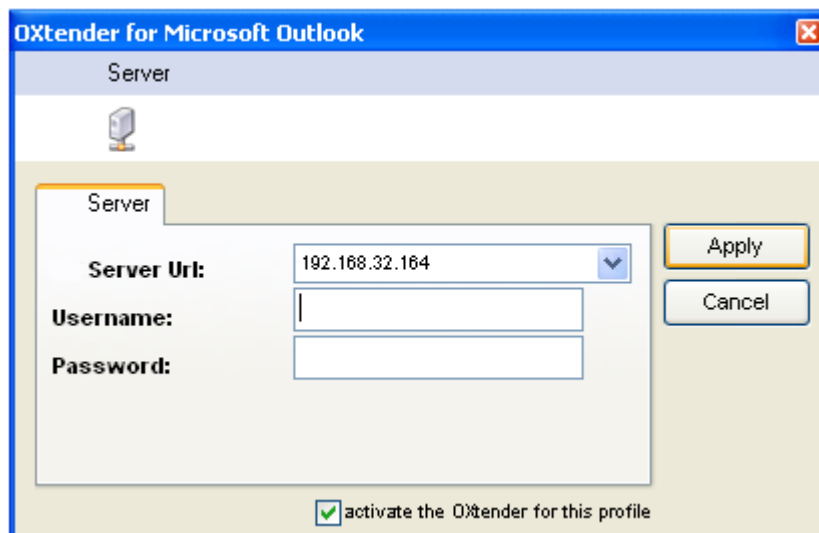 OXtender for Microsoft Outlook
Server
Server
Server Url:
192.168.32.164
Apply
Username:
Cancel
Password:
activate the OXtender for this profile